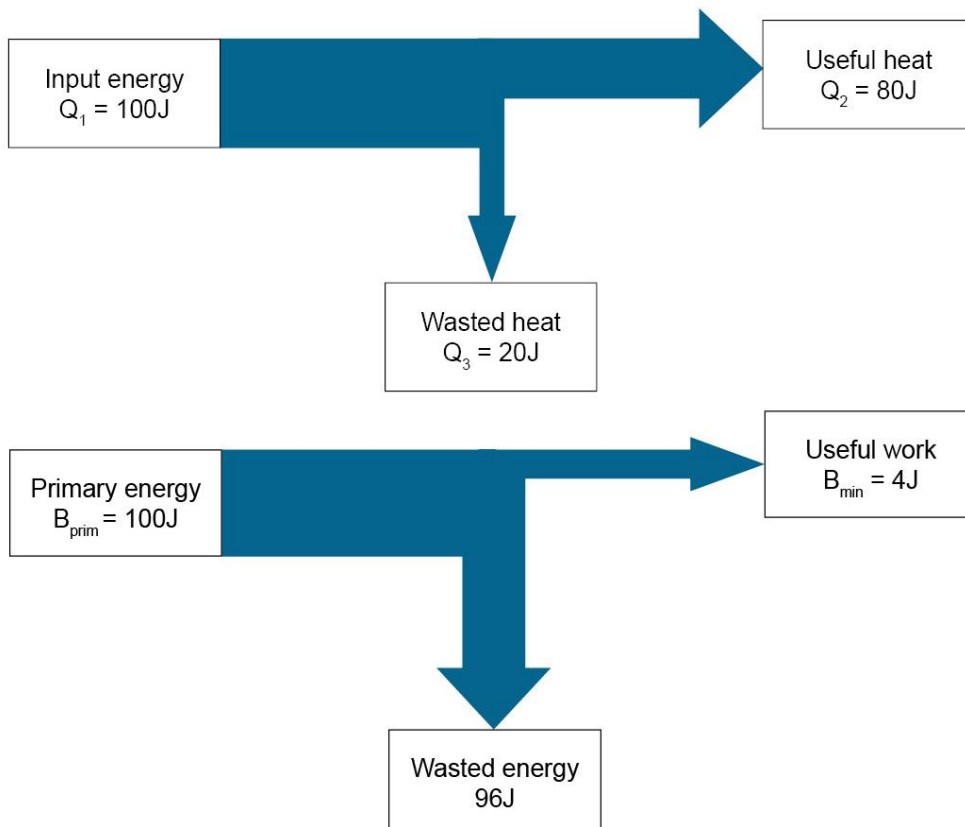 Input energy
Q₁ = 100J
Useful heat
Q₂ = 80J
Wasted heat
Q₃ = 20J
Primary energy
Bₚᵣᵢₘ = 100J
Useful work
Bₘᵢₙ = 4J
Wasted energy
96J